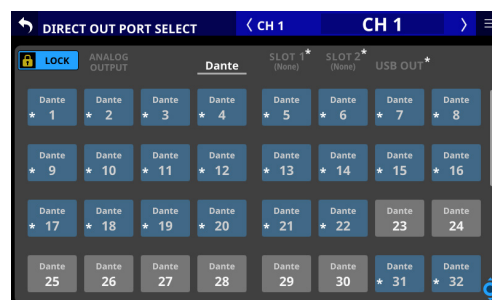 DIRECT OUT PORT SELECT
CH 1
CH 1
LOCK
ANALOG
OUTPUT
Dante
SLOT 1*
(None)
SLOT 2*
(None)
USB OUT*
Dante Dante Dante Dante Dante Dante Dante Dante
* 1 * 2 * 3 * 4 * 5 * 6 * 7 * 8
Dante Dante Dante Dante Dante Dante Dante Dante
* 9 * 10 * 11 * 12 * 13 * 14 * 15 * 16
Dante Dante Dante Dante Dante Dante Dante Dante
* 17 * 18 * 19 * 20 * 21 * 22 23 24
Dante Dante Dante Dante Dante Dante Dante Dante
25 26 27 28 29 30 * 31 * 32